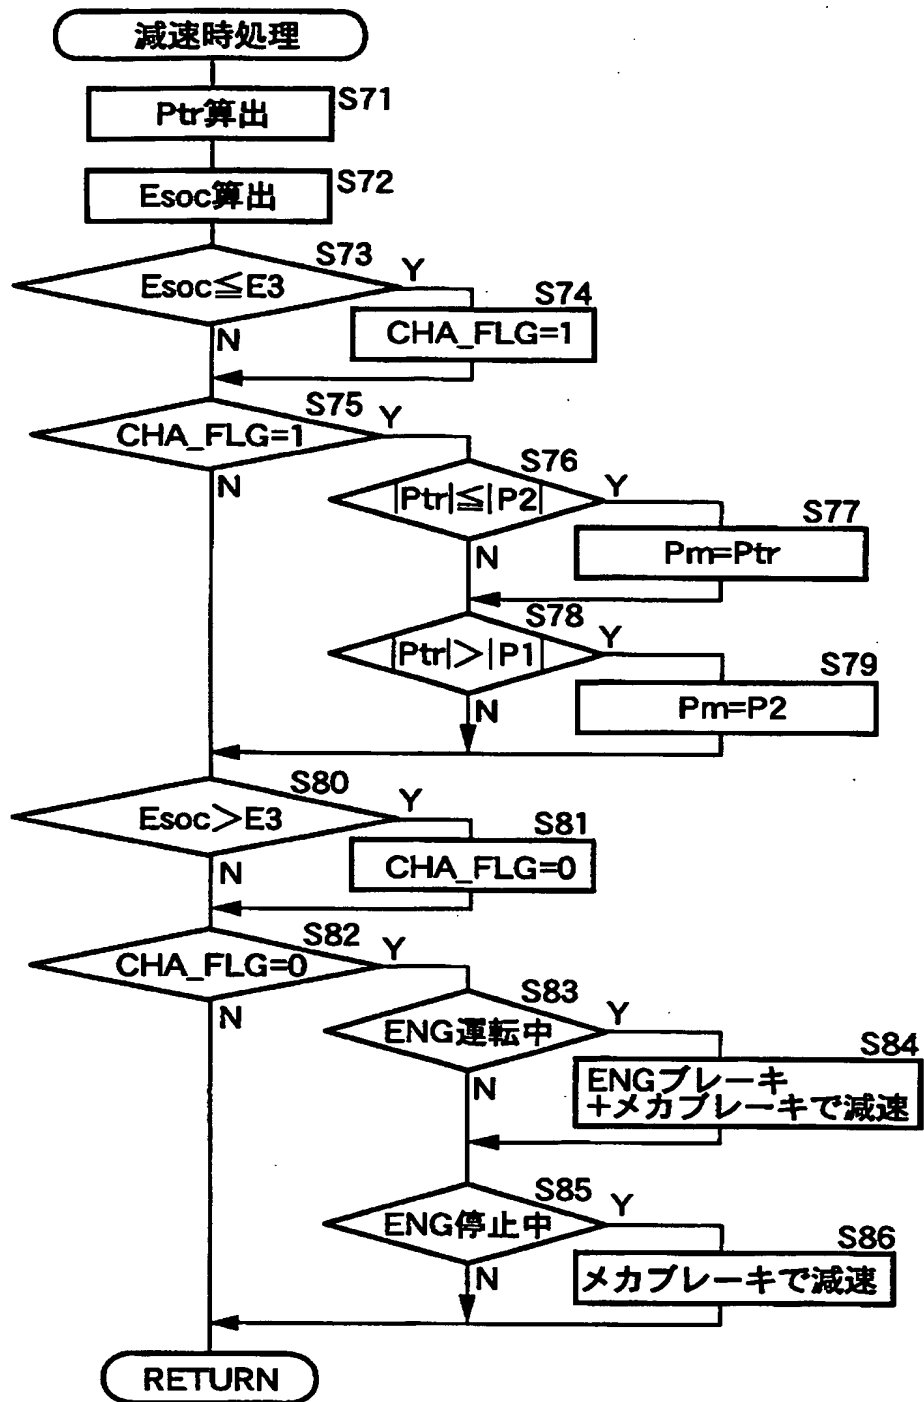 減速時処理
S71
Ptr算出
S72
Esoc算出
S73
Esoc≦E3
Y
N
S74
CHA_FLG=1
S75
CHA_FLG=1
Y
N
S76
|Ptr|≦|P2|
Y
N
S77
Pm=Ptr
S78
|Ptr|>|P1|
Y
N
S79
Pm=P2
S80
Esoc>E3
Y
N
S81
CHA_FLG=0
S82
CHA_FLG=0
Y
N
S83
ENG運転中
Y
N
S84
ENGブレーキ
+メカブレーキで減速
S85
ENG停止中
Y
N
S86
メカブレーキで減速
RETURN